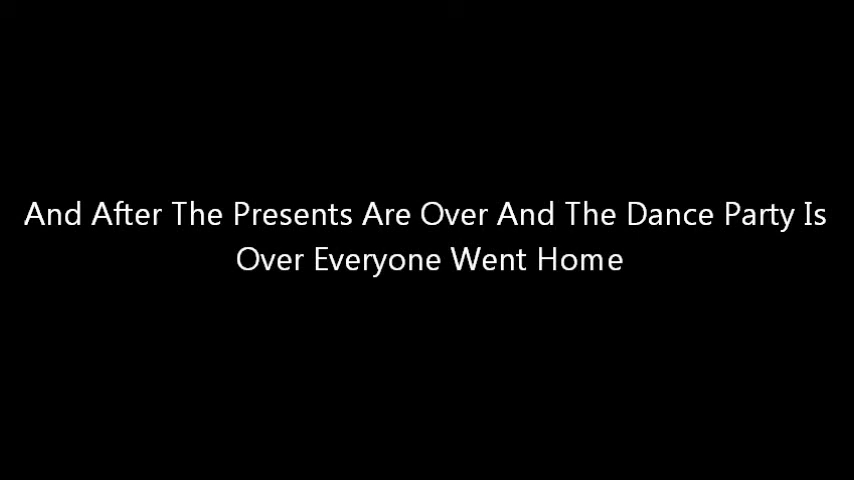 And After The Presents Are Over And The Dance Party Is
Over Everyone Went Home